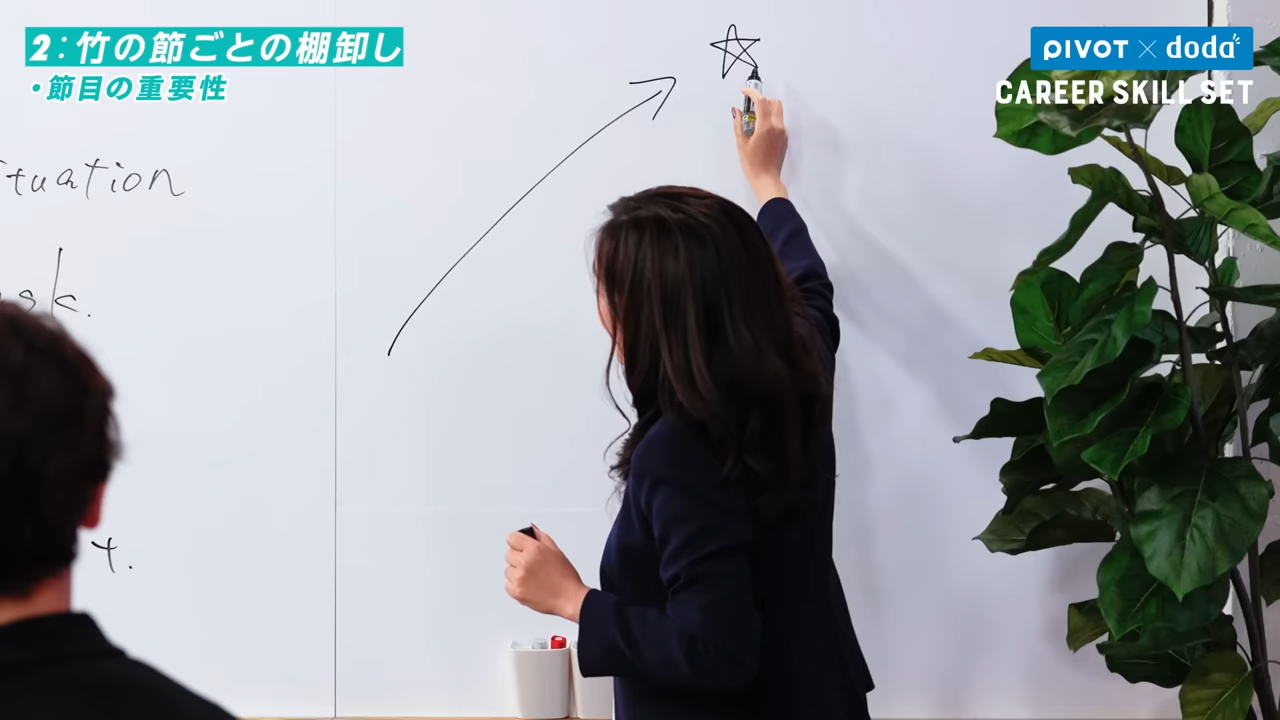 2:竹の節ごとの棚卸し
・節目の重要性
PIVOT × doda
CAREER SKILL SET
tuation
sk.
t.